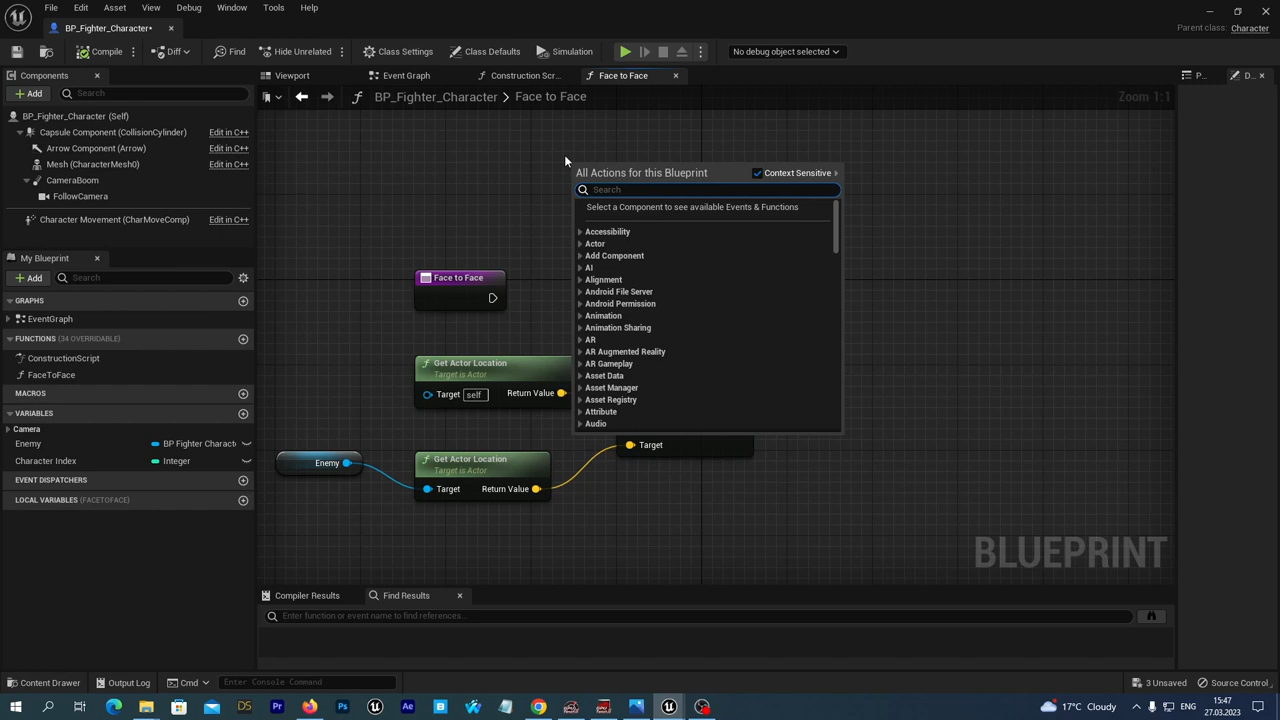 File Edit Asset View Debug Window Tools Help
BP_Fighter_Character*
Parent class: Character
Compile Diff Find Hide Unrelated Class Settings Class Defaults Simulation No debug object selected
Components Viewport Event Graph Construction Scr... Face to Face P... D...
Add Search
BP_Fighter_Character > Face to Face Zoom 1:1
BP_Fighter_Character (Self)
Capsule Component (CollisionCylinder) Edit in C++
Arrow Component (Arrow) Edit in C++
Mesh (CharacterMesh0) Edit in C++
CameraBoom
FollowCamera
Character Movement (CharMoveComp) Edit in C++
My Blueprint
Add Search
GRAPHS
EventGraph
FUNCTIONS (34 OVERRIDABLE)
ConstructionScript
FaceToFace
MACROS
VARIABLES
Camera
Enemy BP Fighter Charact
Character Index Integer
EVENT DISPATCHERS
LOCAL VARIABLES (FACETOFACE)
Face to Face
Get Actor Location
Target is Actor
Target self Return Value
Enemy
Get Actor Location
Target is Actor
Target Return Value
Target
All Actions for this Blueprint Context Sensitive
Search
Select a Component to see available Events & Functions
Accessibility
Actor
Add Component
AI
Alignment
Android File Server
Android Permission
Animation
Animation Sharing
AR
AR Augmented Reality
AR Gameplay
Asset Data
Asset Manager
Asset Registry
Attribute
Audio
BLUEPRINT
Compiler Results Find Results
Enter function or event name to find references...
Content Drawer Output Log Cmd Enter Console Command 3 Unsaved Source Control
DS Pr Ps Ae
17°C Cloudy ENG 15:47
27.03.2023